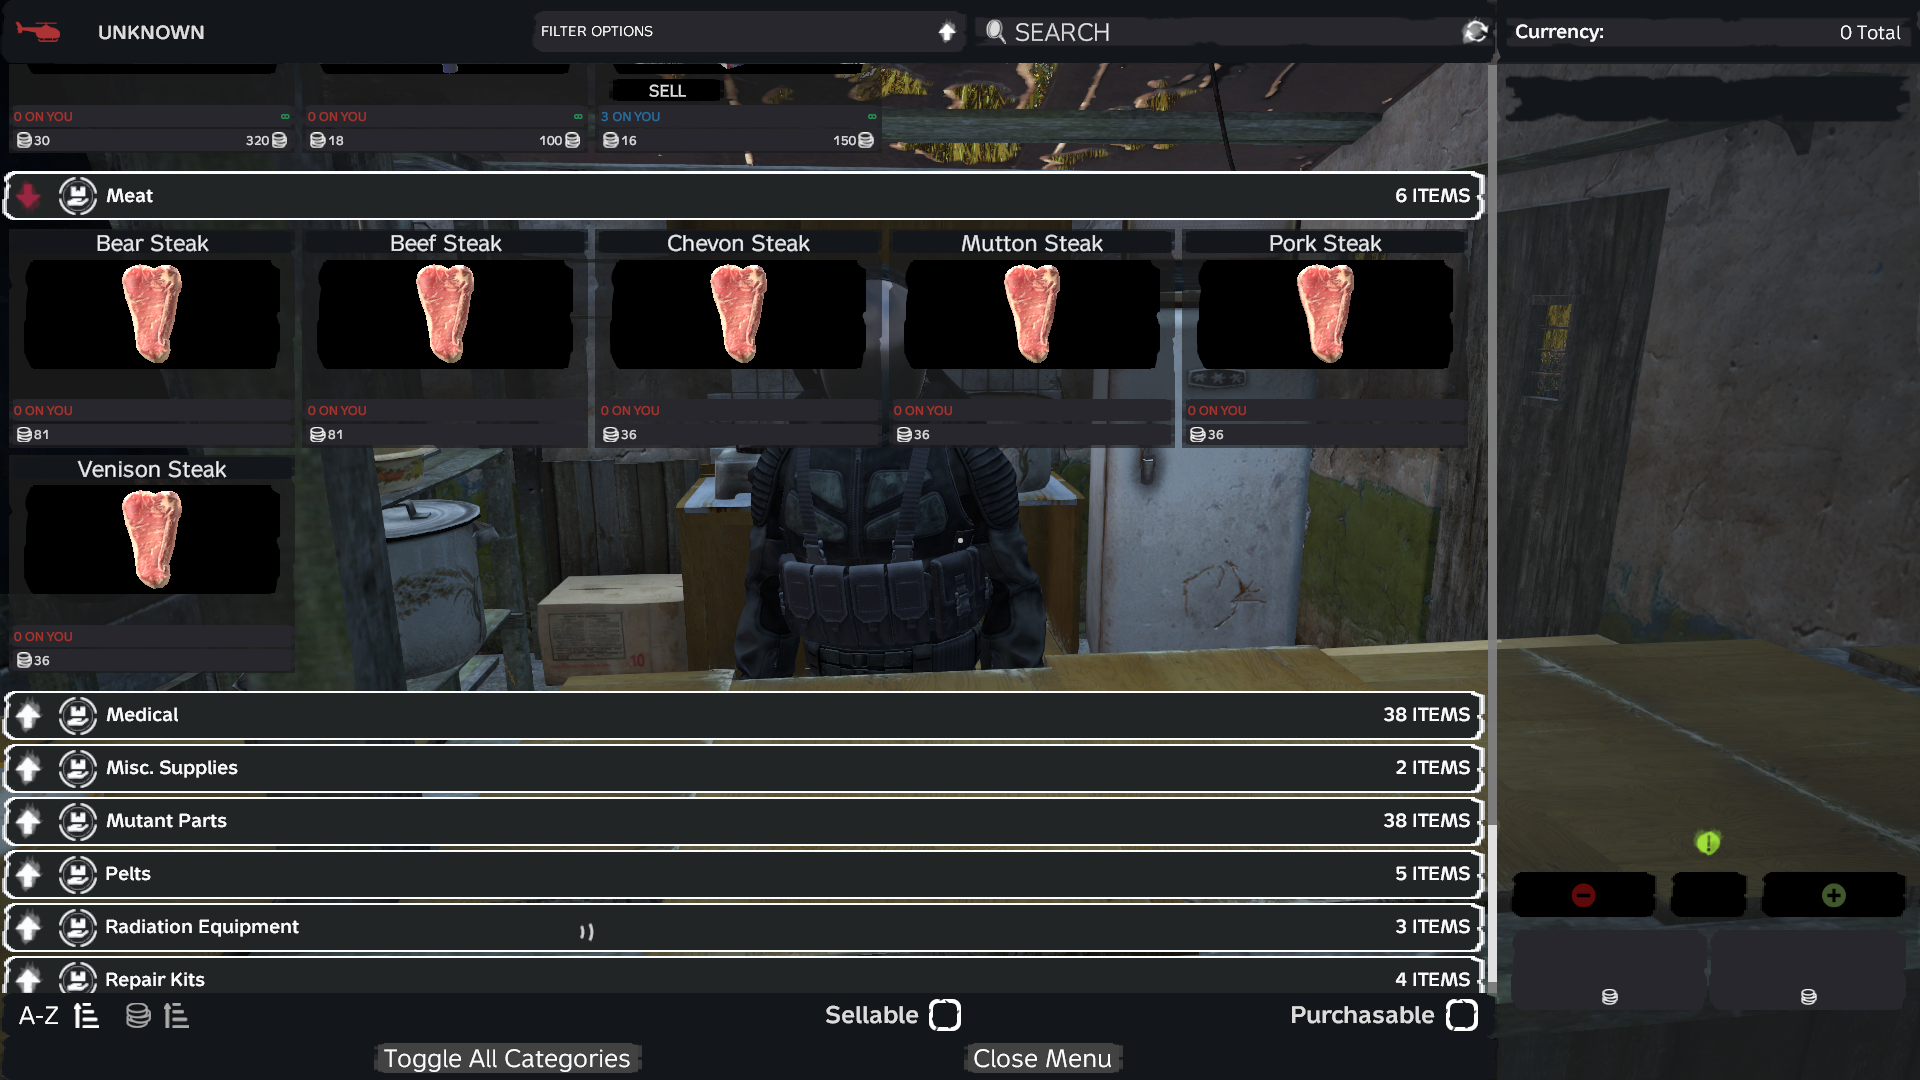 UNKNOWN
FILTER OPTIONS
SEARCH
Currency:
0 Total
SELL
0 ON YOU ∞
0 ON YOU ∞
3 ON YOU ∞
30 320
18 100
16 150
Meat 6 ITEMS
Bear Steak
Beef Steak
Chevon Steak
Mutton Steak
Pork Steak
0 ON YOU
0 ON YOU
0 ON YOU
0 ON YOU
0 ON YOU
81
81
36
36
36
Venison Steak
0 ON YOU
36
10
Medical 38 ITEMS
Misc. Supplies 2 ITEMS
Mutant Parts 38 ITEMS
Pelts 5 ITEMS
Radiation Equipment 3 ITEMS
Repair Kits 4 ITEMS
A-Z
Sellable
Purchasable
Toggle All Categories
Close Menu